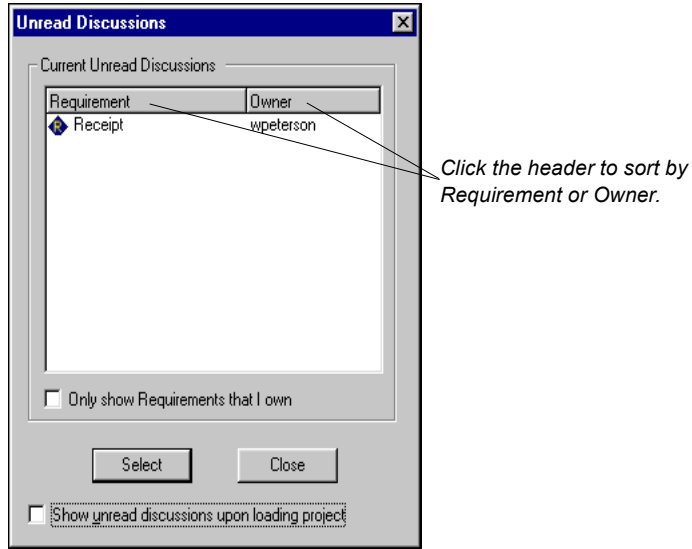 Unread Discussions
Current Unread Discussions
Requirement Owner
R Receipt wpeterson
Click the header to sort by
Requirement or Owner.
Only show Requirements that I own
Select Close
Show unread discussions upon loading project